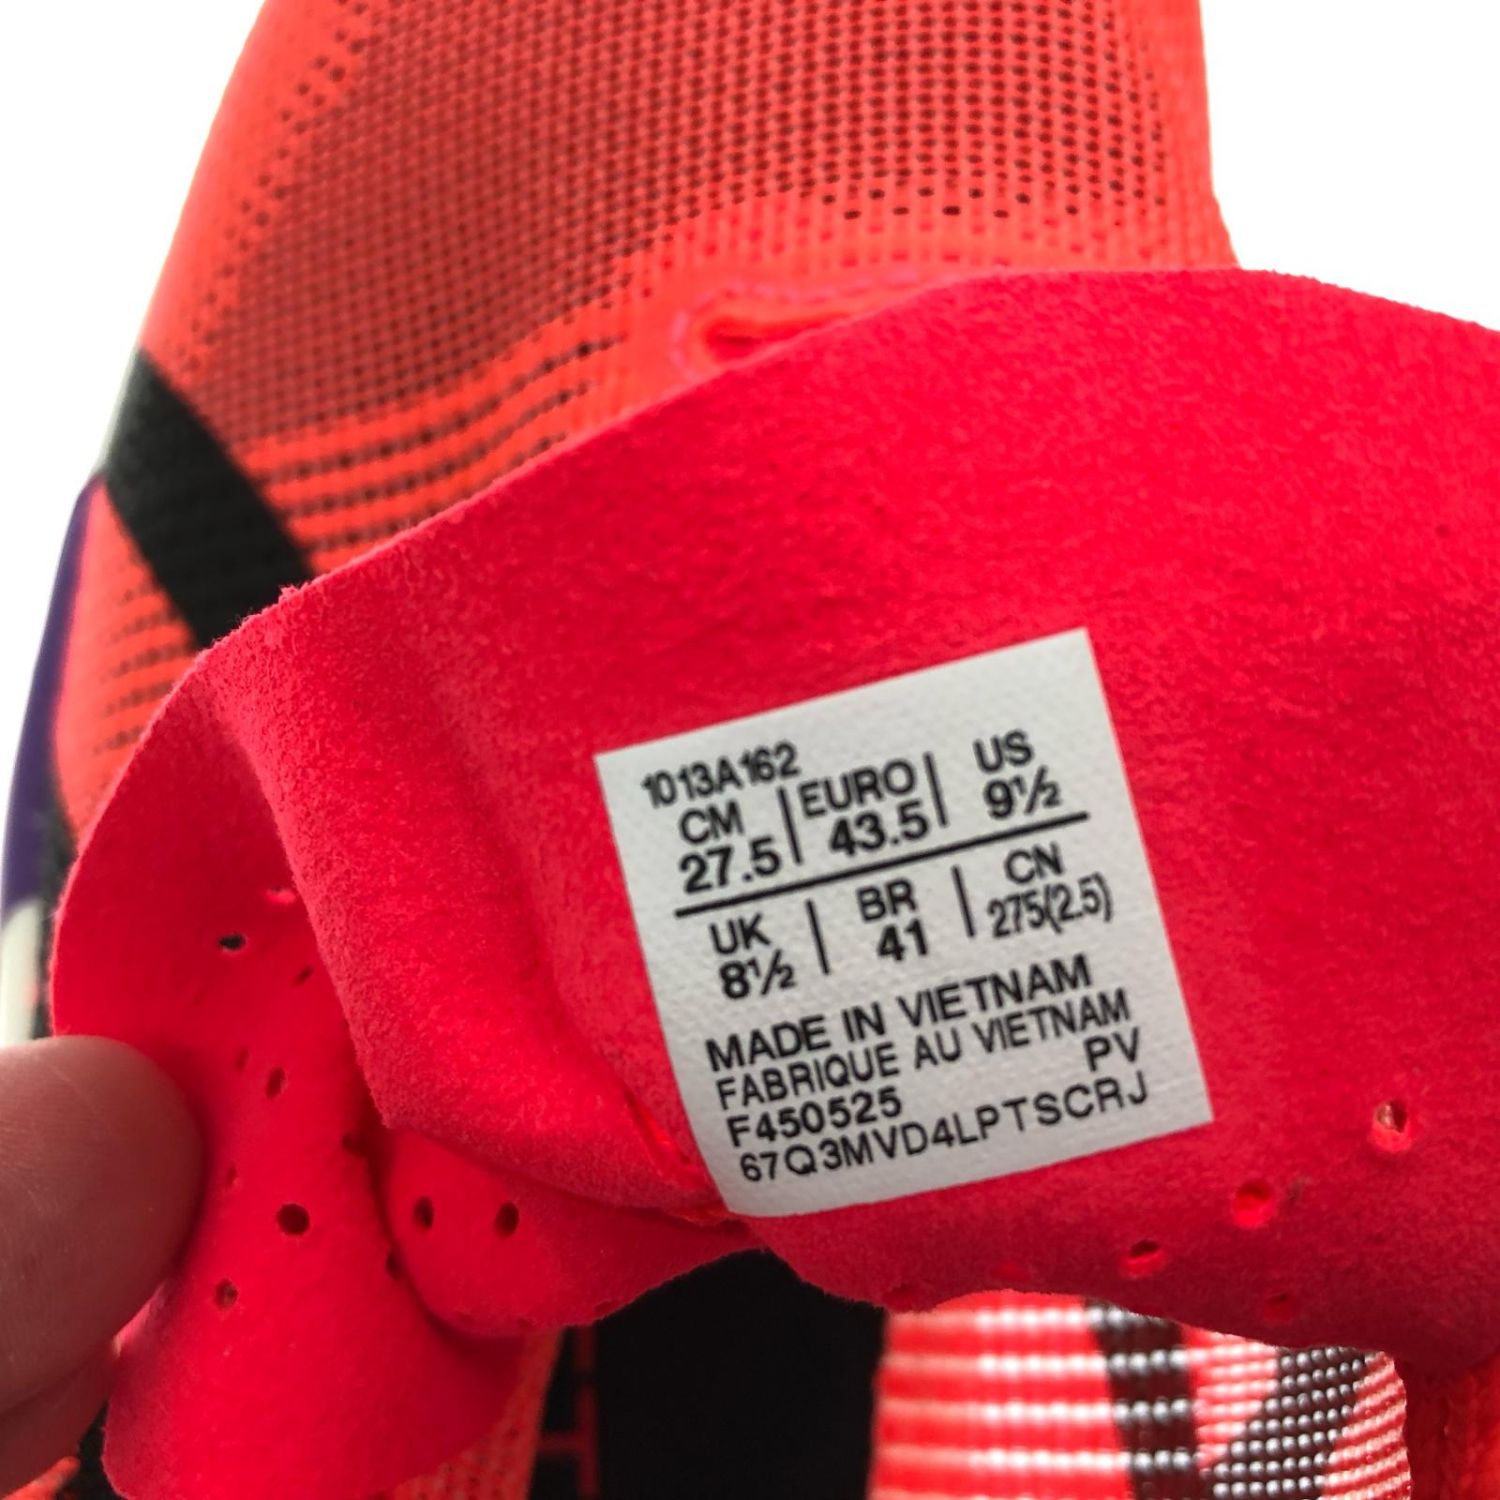 1013A162
CM | EURO | US
27.5 | 43.5 | 9½
UK | BR | CN
8½ | 41 | 275(2.5)
MADE IN VIETNAM
FABRIQUE AU VIETNAM
PV
F450525
67Q3MVD4LPTSCRJ